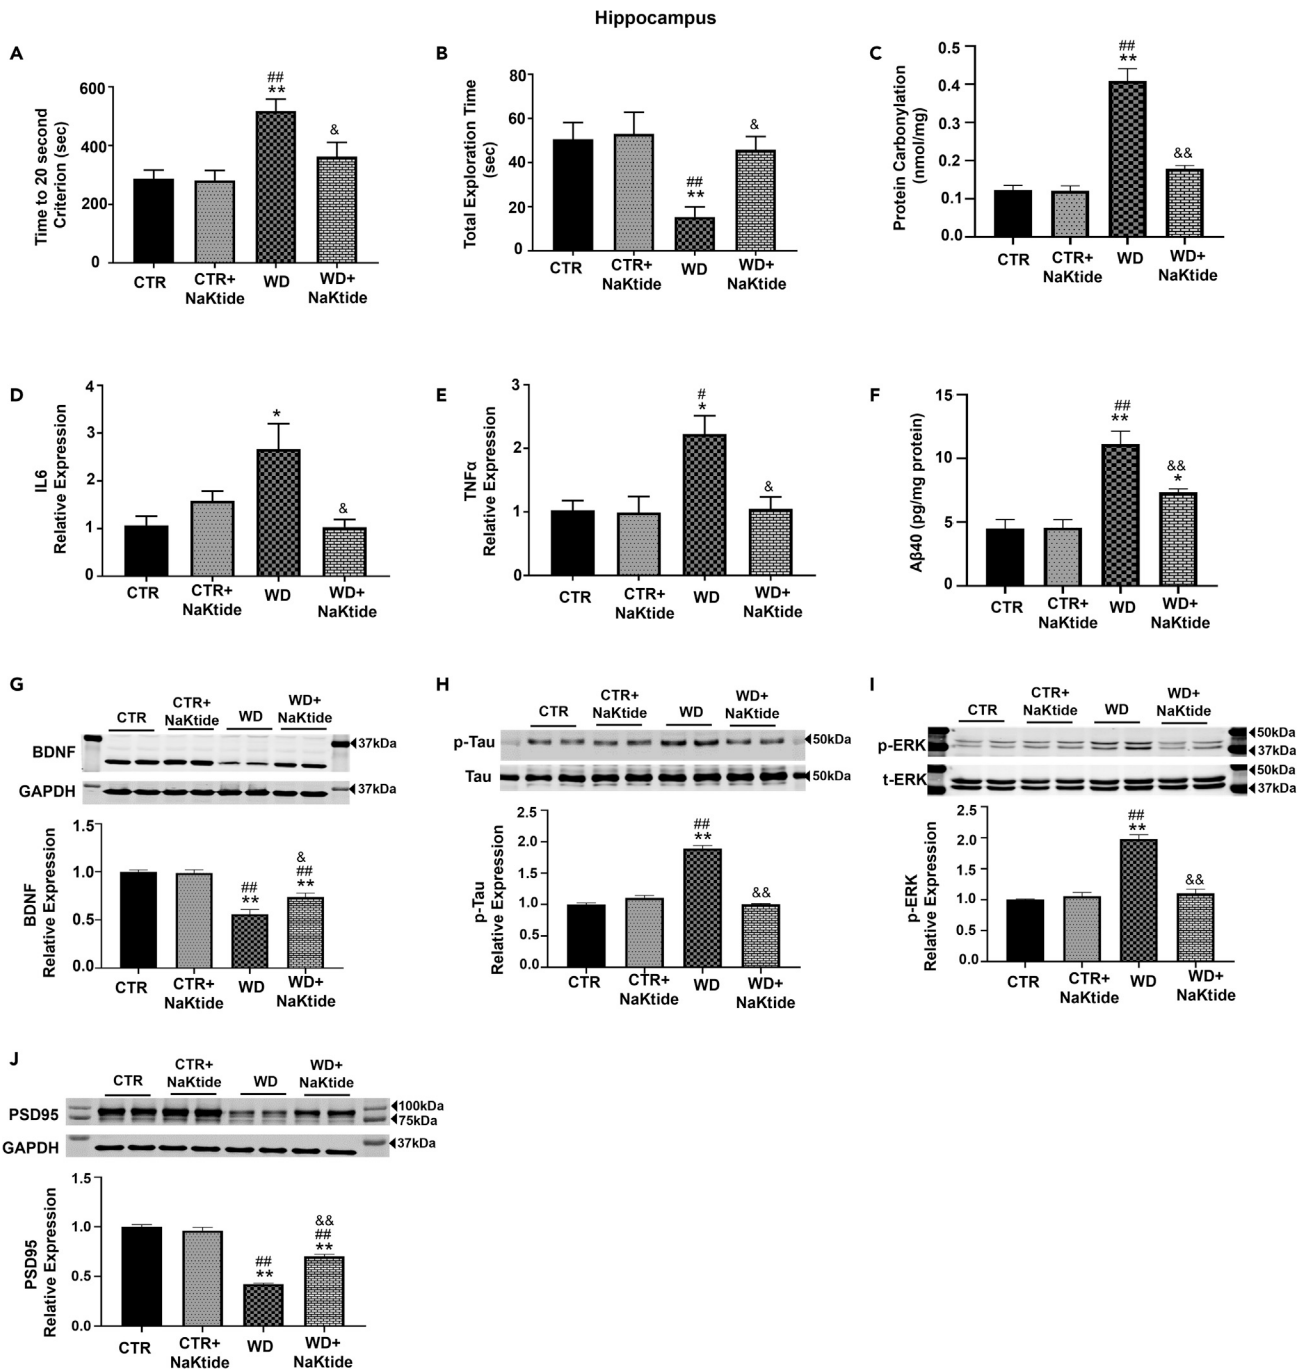 Hippocampus
A
Time to 20 second
Criterion (sec)
600
400
200
0
##
**
&
CTR
CTR+
NaKtide
WD
WD+
NaKtide
B
Total Exploration Time
(sec)
80
60
40
20
0
##
**
&
CTR
CTR+
NaKtide
WD
WD+
NaKtide
C
Protein Carbonylation
(nmol/mg)
0.5
0.4
0.3
0.2
0.1
0.0
##
**
&&
CTR
CTR+
NaKtide
WD
WD+
NaKtide
D
IL6
Relative Expression
4
3
2
1
0
*
&
CTR
CTR+
NaKtide
WD
WD+
NaKtide
E
TNFα
Relative Expression
3
2
1
0
#
*
&
CTR
CTR+
NaKtide
WD
WD+
NaKtide
F
Aβ40 (pg/mg protein)
15
10
5
0
##
**
&&
*
CTR
CTR+
NaKtide
WD
WD+
NaKtide
G
CTR
CTR+
NaKtide
WD
WD+
NaKtide
BDNF
37kDa
GAPDH
37kDa
BDNF
Relative Expression
1.5
1.0
0.5
0.0
##
**
&
##
**
CTR
CTR+
NaKtide
WD
WD+
NaKtide
H
CTR
CTR+
NaKtide
WD
WD+
NaKtide
p-Tau
50kDa
Tau
50kDa
p-Tau
Relative Expression
2.5
2.0
1.5
1.0
0.5
0.0
##
**
&&
CTR
CTR+
NaKtide
WD
WD+
NaKtide
I
CTR
CTR+
NaKtide
WD
WD+
NaKtide
p-ERK
50kDa
37kDa
t-ERK
50kDa
37kDa
p-ERK
Relative Expression
2.5
2.0
1.5
1.0
0.5
0.0
##
**
&&
CTR
CTR+
NaKtide
WD
WD+
NaKtide
J
CTR
CTR+
NaKtide
WD
WD+
NaKtide
PSD95
100kDa
75kDa
GAPDH
37kDa
PSD95
Relative Expression
1.5
1.0
0.5
0.0
##
**
&&
##
**
CTR
CTR+
NaKtide
WD
WD+
NaKtide